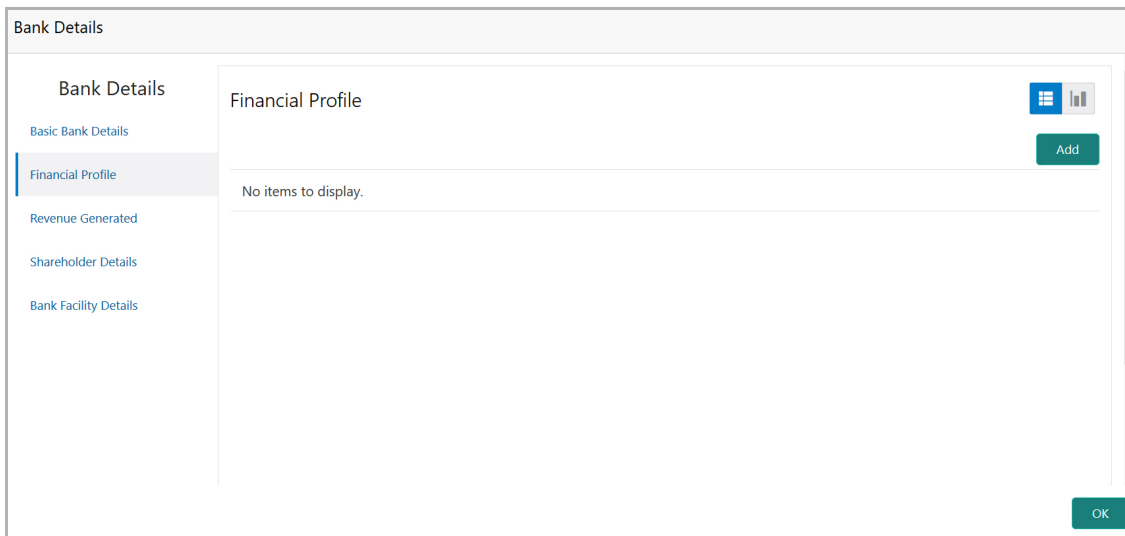 Bank Details
Bank Details
Basic Bank Details
Financial Profile
Revenue Generated
Shareholder Details
Bank Facility Details
Financial Profile
Add
No items to display.
OK